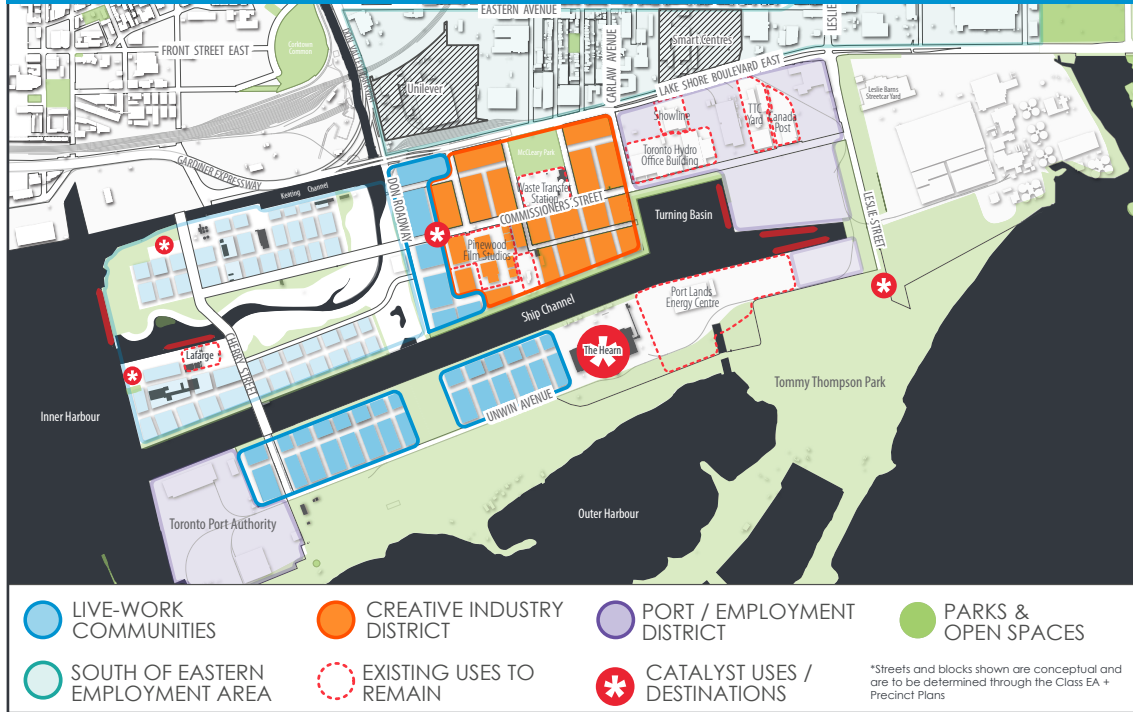 EASTERN AVENUE
LESLIE
FRONT STREET EAST
Corktown
Common
DON VALLEY PARKWAY
Unilever
CARLAW AVENUE
Smart Centres
LAKE SHORE BOULEVARD EAST
Leslie Barns
Streetcar Yard
Showline
TTC
Yard
Canada
Post
Toronto Hydro
Office Building
McCleary Park
GARDINER EXPRESSWAY
Keating Channel
DON ROADWAY
Waste Transfer
Station
COMMISSIONERS STREET
Turning Basin
LESLIE STREET
Pinewood
Film Studios
Port Lands
Energy Centre
Ship Channel
CHERRY STREET
Lafarge
The Hearn
Tommy Thompson Park
Inner Harbour
UNWIN AVENUE
Outer Harbour
Toronto Port Authority
LIVE-WORK
COMMUNITIES
CREATIVE INDUSTRY
DISTRICT
PORT / EMPLOYMENT
DISTRICT
PARKS &
OPEN SPACES
SOUTH OF EASTERN
EMPLOYMENT AREA
EXISTING USES TO
REMAIN
CATALYST USES /
DESTINATIONS
*Streets and blocks shown are conceptual and
are to be determined through the Class EA +
Precinct Plans